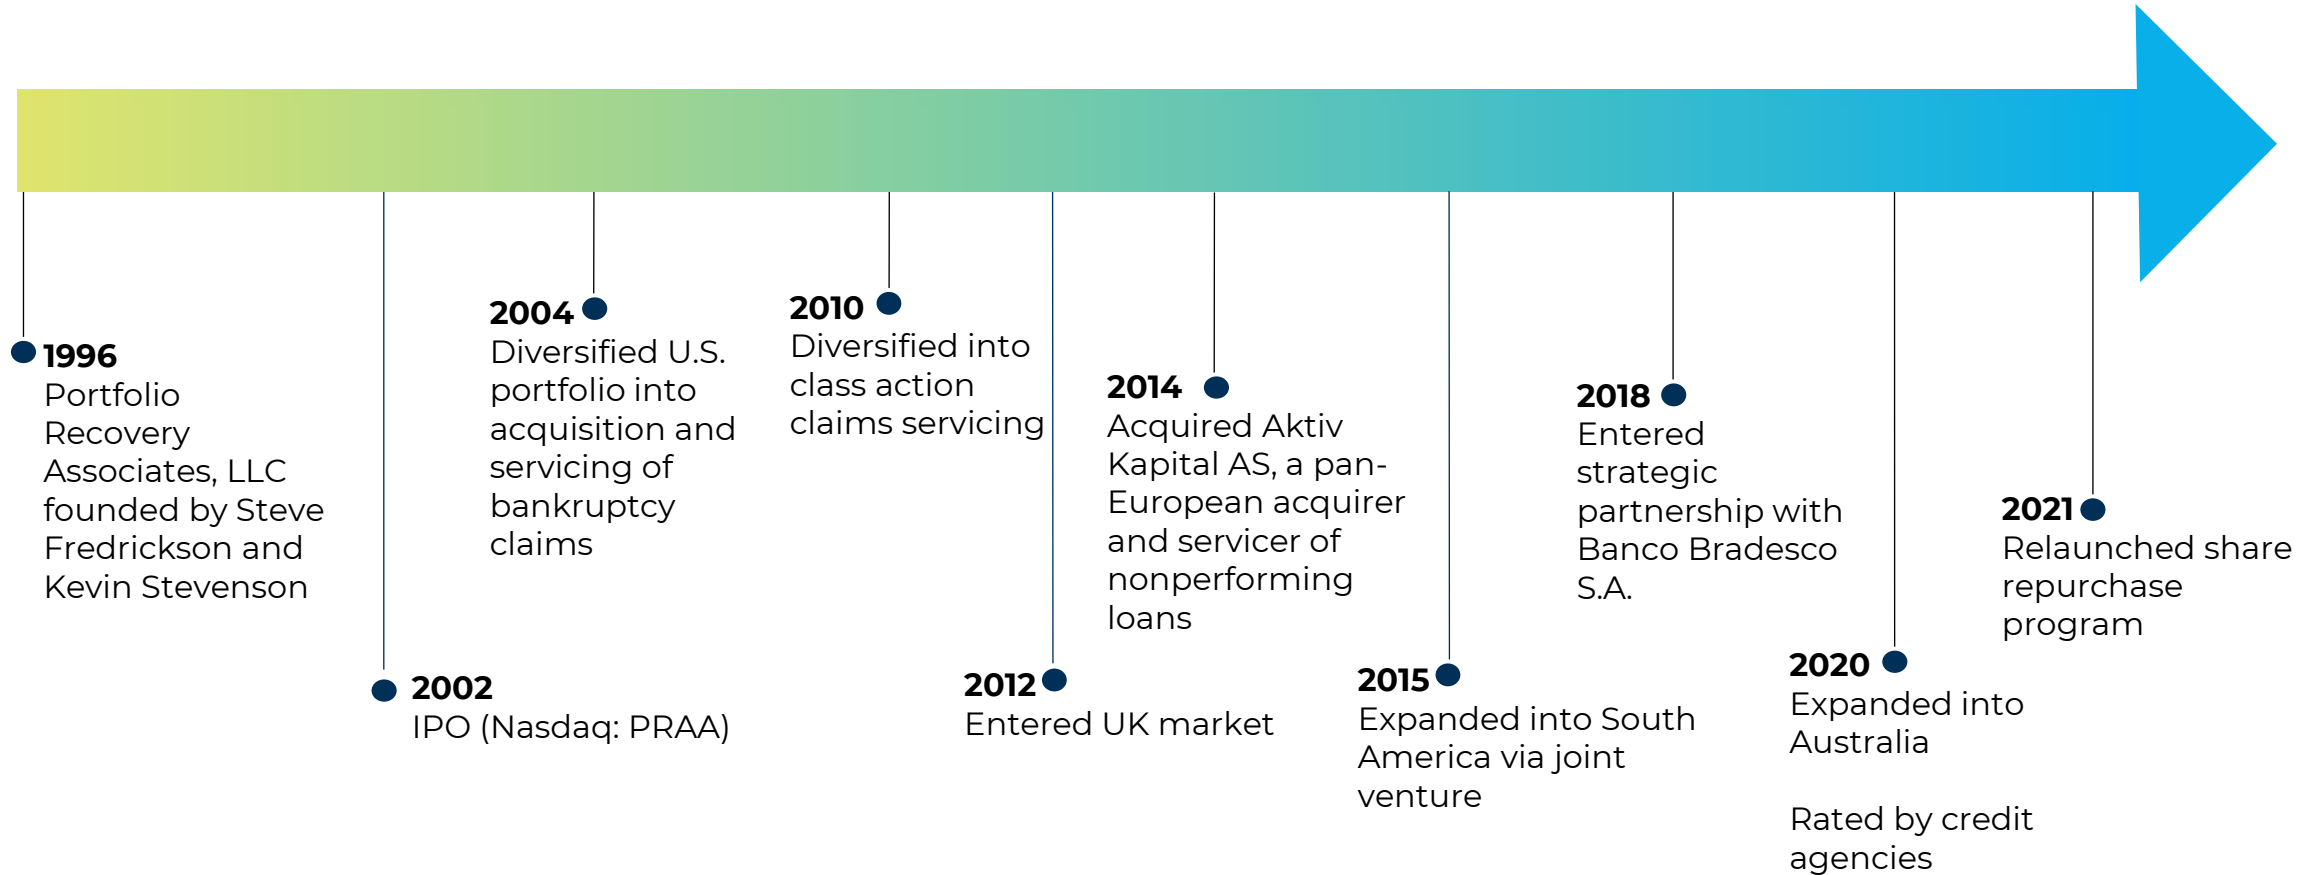 1996
Portfolio
Recovery
Associates, LLC
founded by Steve
Fredrickson and
Kevin Stevenson
2002
IPO (Nasdaq: PRAA)
2004
Diversified U.S.
portfolio into
acquisition and
servicing of
bankruptcy
claims
2010
Diversified into
class action
claims servicing
2012
Entered UK market
2014
Acquired Aktiv
Kapital AS, a pan-
European acquirer
and servicer of
nonperforming
loans
2015
Expanded into South
America via joint
venture
2018
Entered
strategic
partnership with
Banco Bradesco
S.A.
2020
Expanded into
Australia
Rated by credit
agencies
2021
Relaunched share
repurchase
program